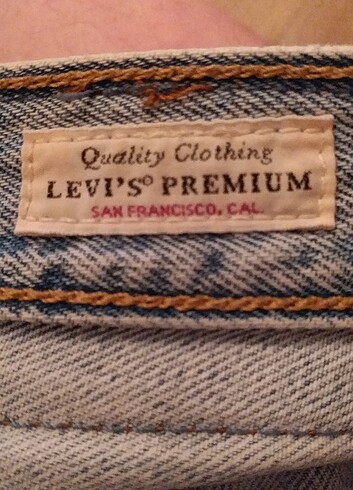 Quality Clothing
LEVI'S® PREMIUM
SAN FRANCISCO, CAL.